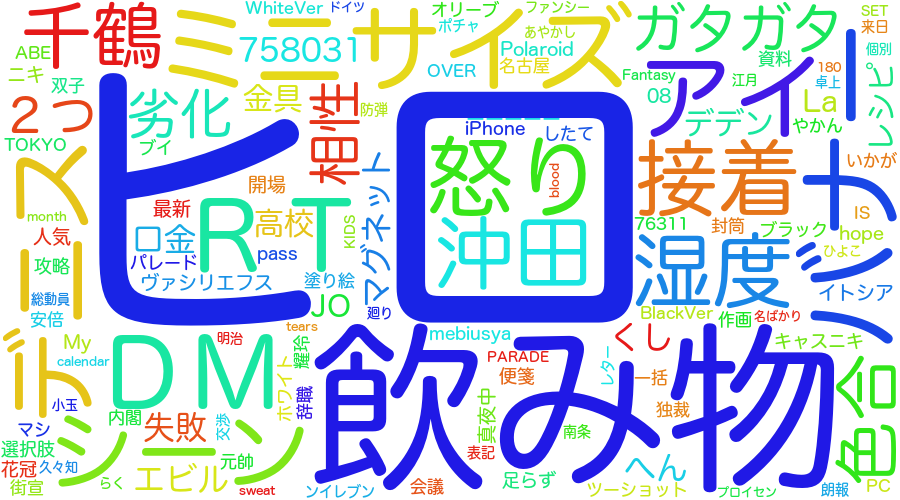 千鶴
ミニサイズ
WhiteVer
ドイツ
オリーブ
ファンシー
ガタガタ
SET
ABE
758031
ポチャ
あやかし
Polaroid
来日
ニキ
双子
OVER
名古屋
資料
個別
2つ
劣化
金具
相性
防弾
Fantasy
江月
180
卓上
アイー
08
La
レシピ
TOKYO
ブイ
iPhone
したて
デデン
やかん
ディスニー
開場
マグネット
怒り
blood
接着
いかが
バナー
month
最新
RT
高校
KIDS
ヒロ
沖田
76311
封筒
ブラック
IS
hope
ひよこ
人気
口金
pass
パレード
攻略
ヴァシリエフス
塗り絵
湿度
イトシア
総動員
安倍
JO
廻り
tears
BlackVer
作画
名ばかり
My
calendar
DM
明治
耀玲
mebiusya
くし
キャスニキ
PARADE
レター
小玉
ホワイト
辞職
飲み物
便箋
一括
色合
マシ
内閣
失敗
交渉
真夜中
南条
独裁
選択肢
シーン
表記
花冠
久々知
元帥
へん
街宣
らく
エビル
sweat
ンイレブン
会議
足らず
ツーショット
プロイセン
朗報
PC